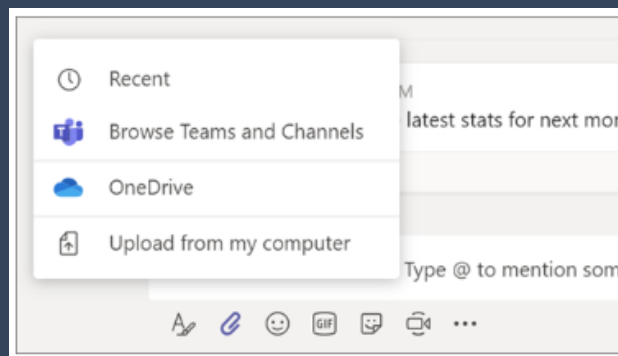 Recent
M
Browse Teams and Channels
latest stats for next mor
OneDrive
Upload from my computer
Type @ to mention som
GIF